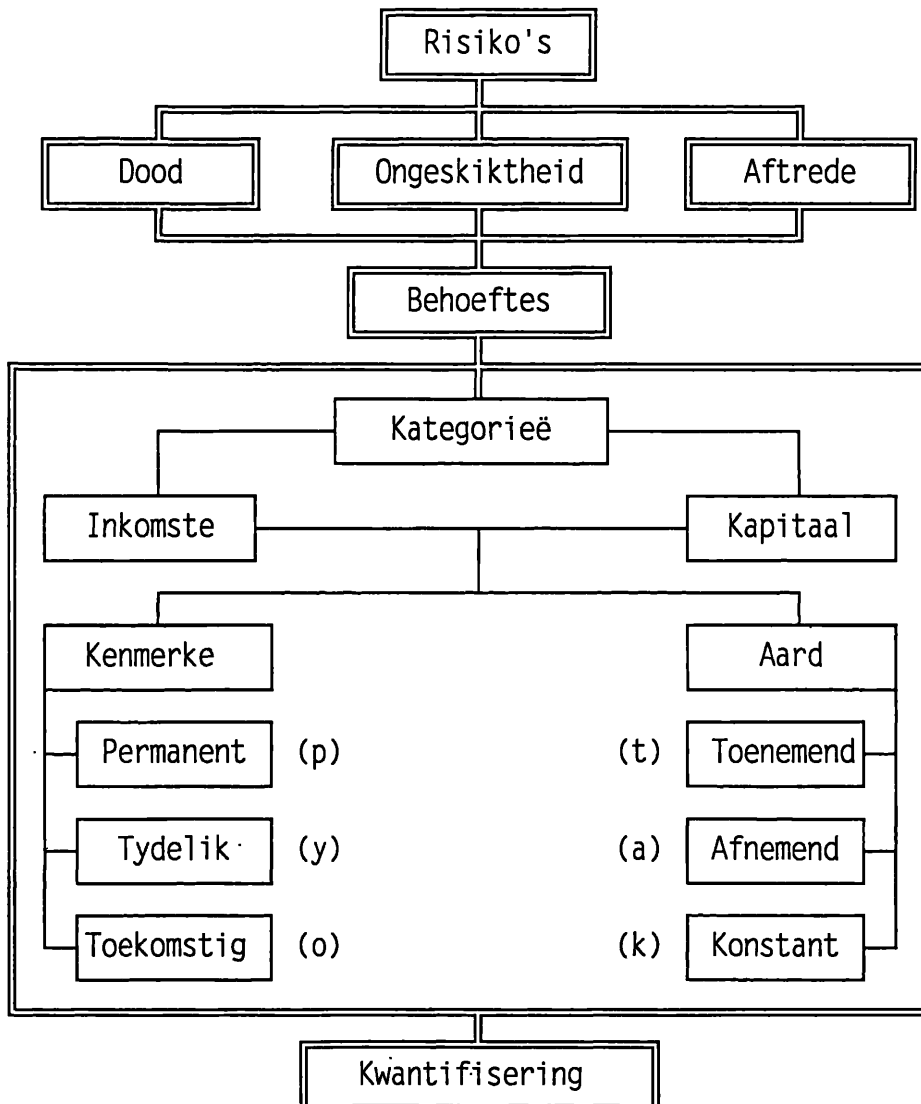 Risiko's
Dood Ongeskiktheid Aftrede
Behoeftes
Kategorieë
Inkomste Kapitaal
Kenmerke Aard
Permanent (p) (t) Toenemend
Tydelik (y) (a) Afnemend
Toekomstig (o) (k) Konstant
Kwantifisering